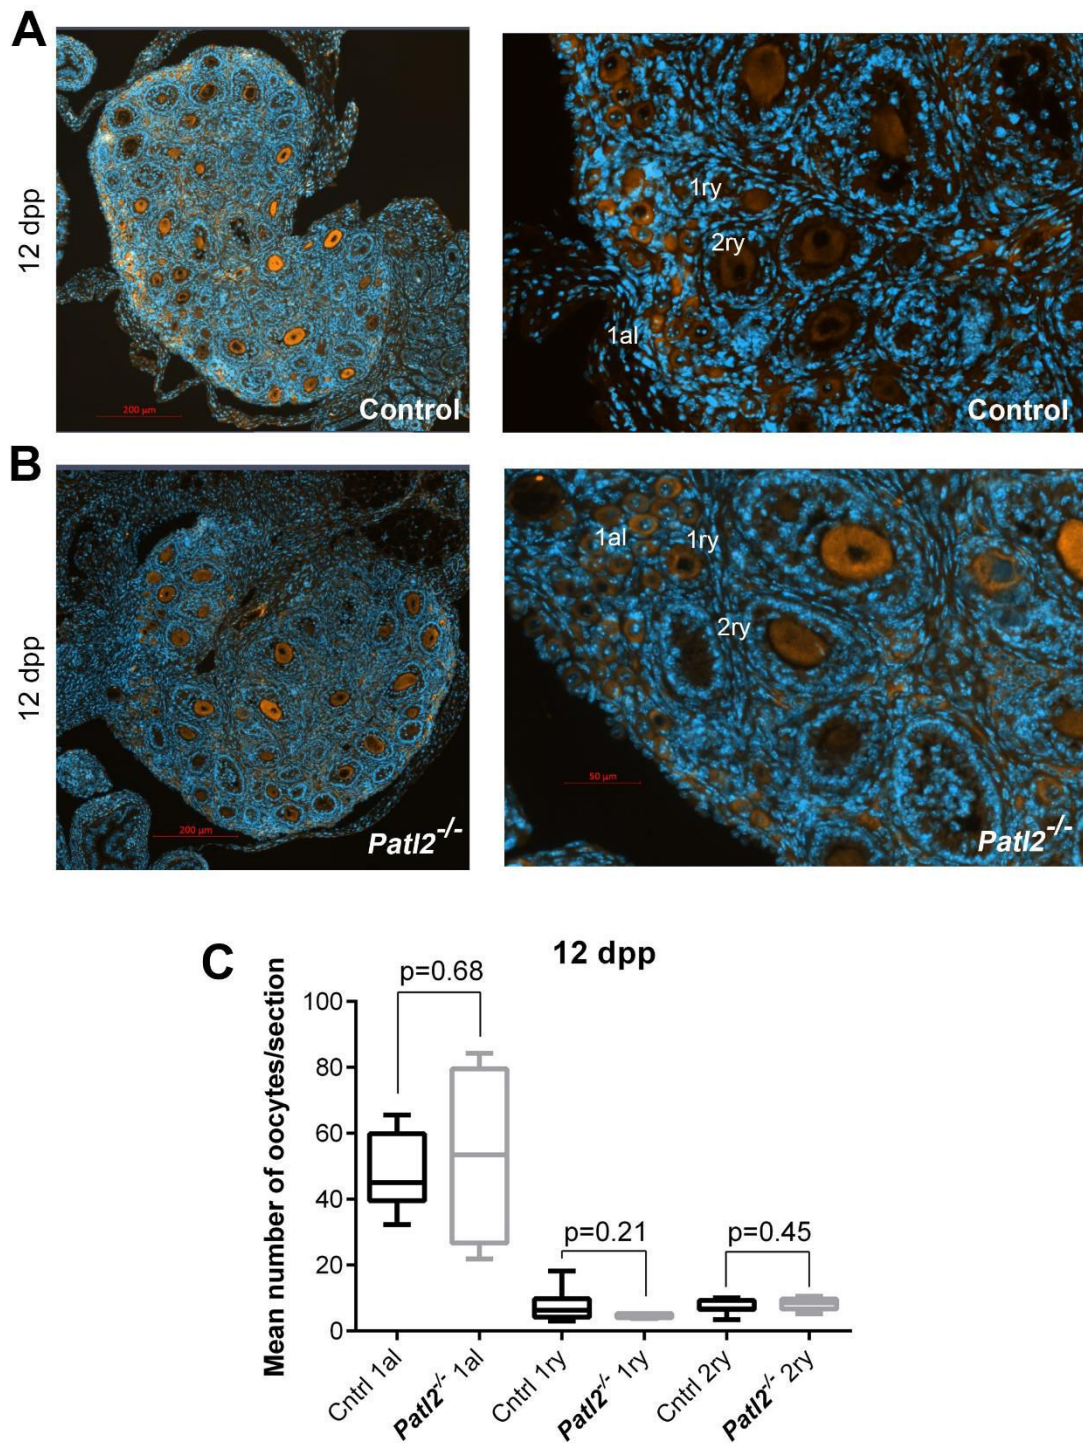 A
12 dpp
200 µm
Control
1ry
2ry
1al
Control
B
12 dpp
200 µm
Patl2-/-
1al
1ry
2ry
50 µm
Patl2-/-
C
12 dpp
Mean number of oocytes/section
p=0.68
p=0.21
p=0.45
100
80
60
40
20
0
Cntrl 1al
Patl2-/- 1al
Cntrl 1ry
Patl2-/- 1ry
Cntrl 2ry
Patl2-/- 2ry